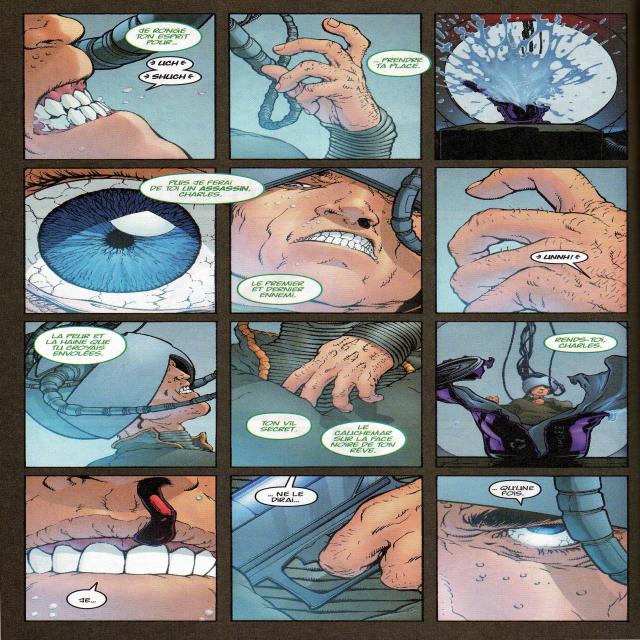 JE RONGE
TON ESPRIT
POUR...
UGH
SHUGH
... PRENDRE
TA PLACE.
PUIS JE FERAI
DE TOI UN ASSASSIN,
CHARLES.
LE PREMIER
ET DERNIER
ENNEMI.
UNNH!
LA PEUR ET
LA HAINE QUE
TU CROYAIS
ENVOLÉES.
TON VIL
SECRET.
LE
CAUCHEMAR
SUR LA FACE
NOIRE DE TON
RÊVE.
RENDS-TOI,
CHARLES.
JE...
... NE LE
DIRAI...
... QU'UNE
FOIS.